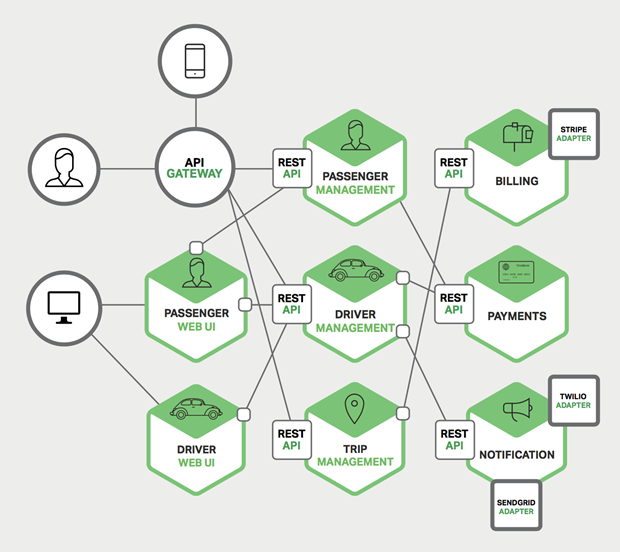 API
GATEWAY
REST
API
PASSENGER
MANAGEMENT
REST
API
BILLING
STRIPE
ADAPTER
PASSENGER
WEB UI
REST
API
DRIVER
MANAGEMENT
REST
API
PAYMENTS
DRIVER
WEB UI
REST
API
TRIP
MANAGEMENT
REST
API
NOTIFICATION
TWILIO
ADAPTER
SENDGRID
ADAPTER